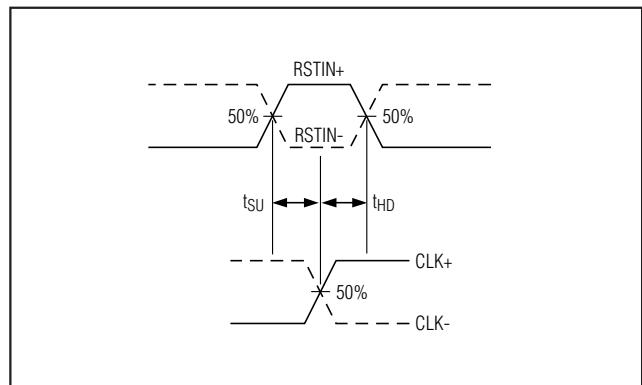 RSTIN+
50%
50%
RSTIN-
tSU
tHD
CLK+
50%
CLK-